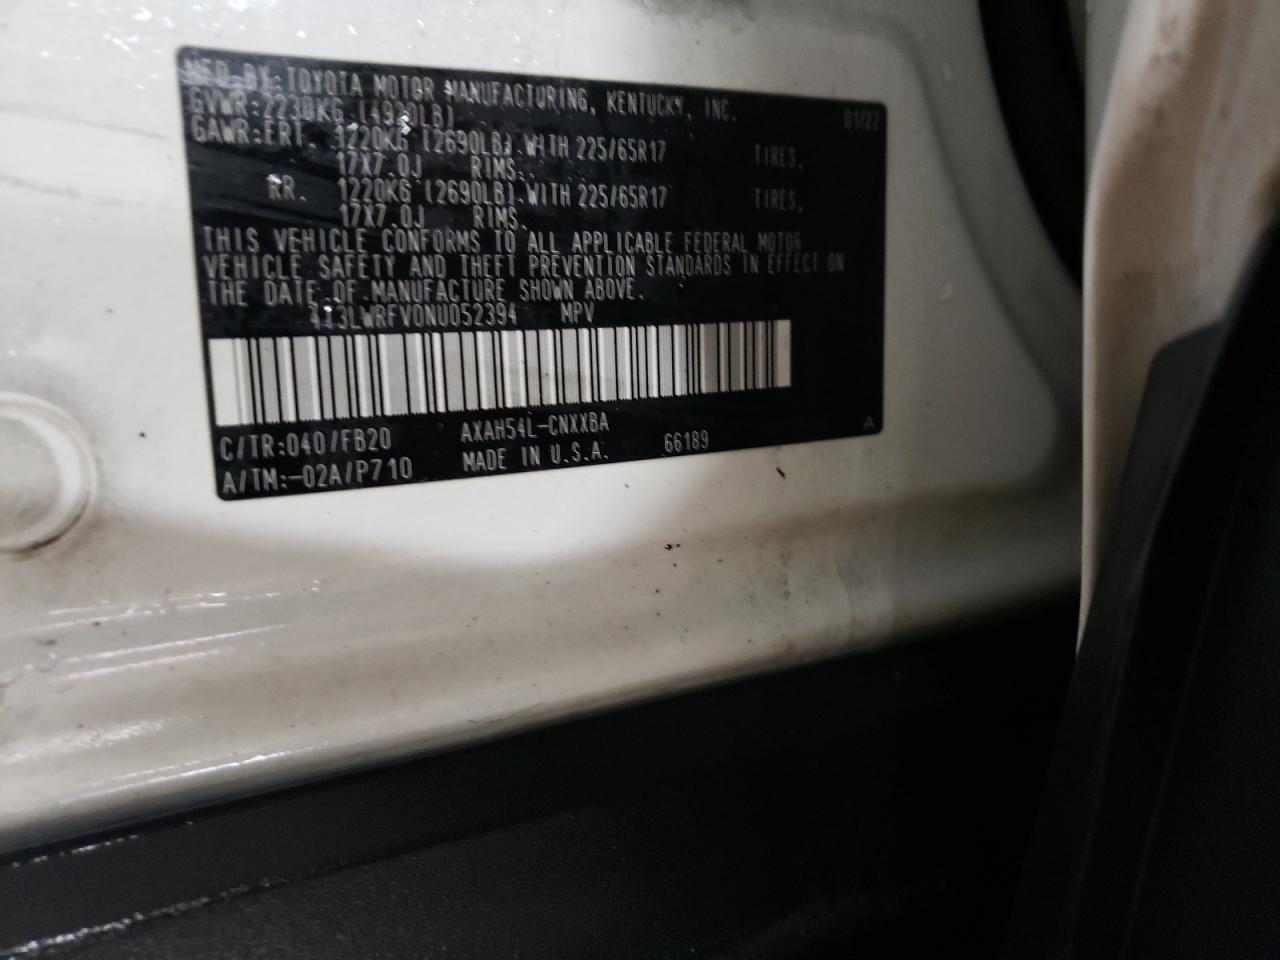 MFD. BY: TOYOTA MOTOR MANUFACTURING, KENTUCKY, INC. 01/22
GVWR: 2230KG (4920LB)
GAWR: FRT. 1220KG (2690LB) WITH 225/65R17 TIRES,
17X7.0J RIMS.
RR. 1220KG (2690LB) WITH 225/65R17 TIRES,
17X7.0J RIMS.
THIS VEHICLE CONFORMS TO ALL APPLICABLE FEDERAL MOTOR
VEHICLE SAFETY AND THEFT PREVENTION STANDARDS IN EFFECT ON
THE DATE OF MANUFACTURE SHOWN ABOVE.
4T3LWRFV0NU052394 MPV
C/TR:040/FB20 AXAH54L-CNXXBA
A/TM:-02A/P710 MADE IN U.S.A. 66189 A